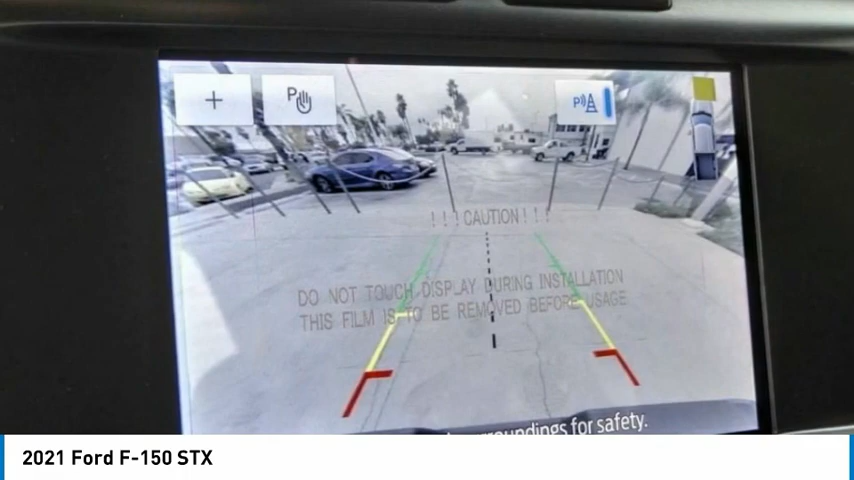 P
P
! ! ! CAUTION ! ! !
DO NOT TOUCH DISPLAY DURING INSTALLATION
THIS FILM IS TO BE REMOVED BEFORE USAGE
for safety.
2021 Ford F-150 STX